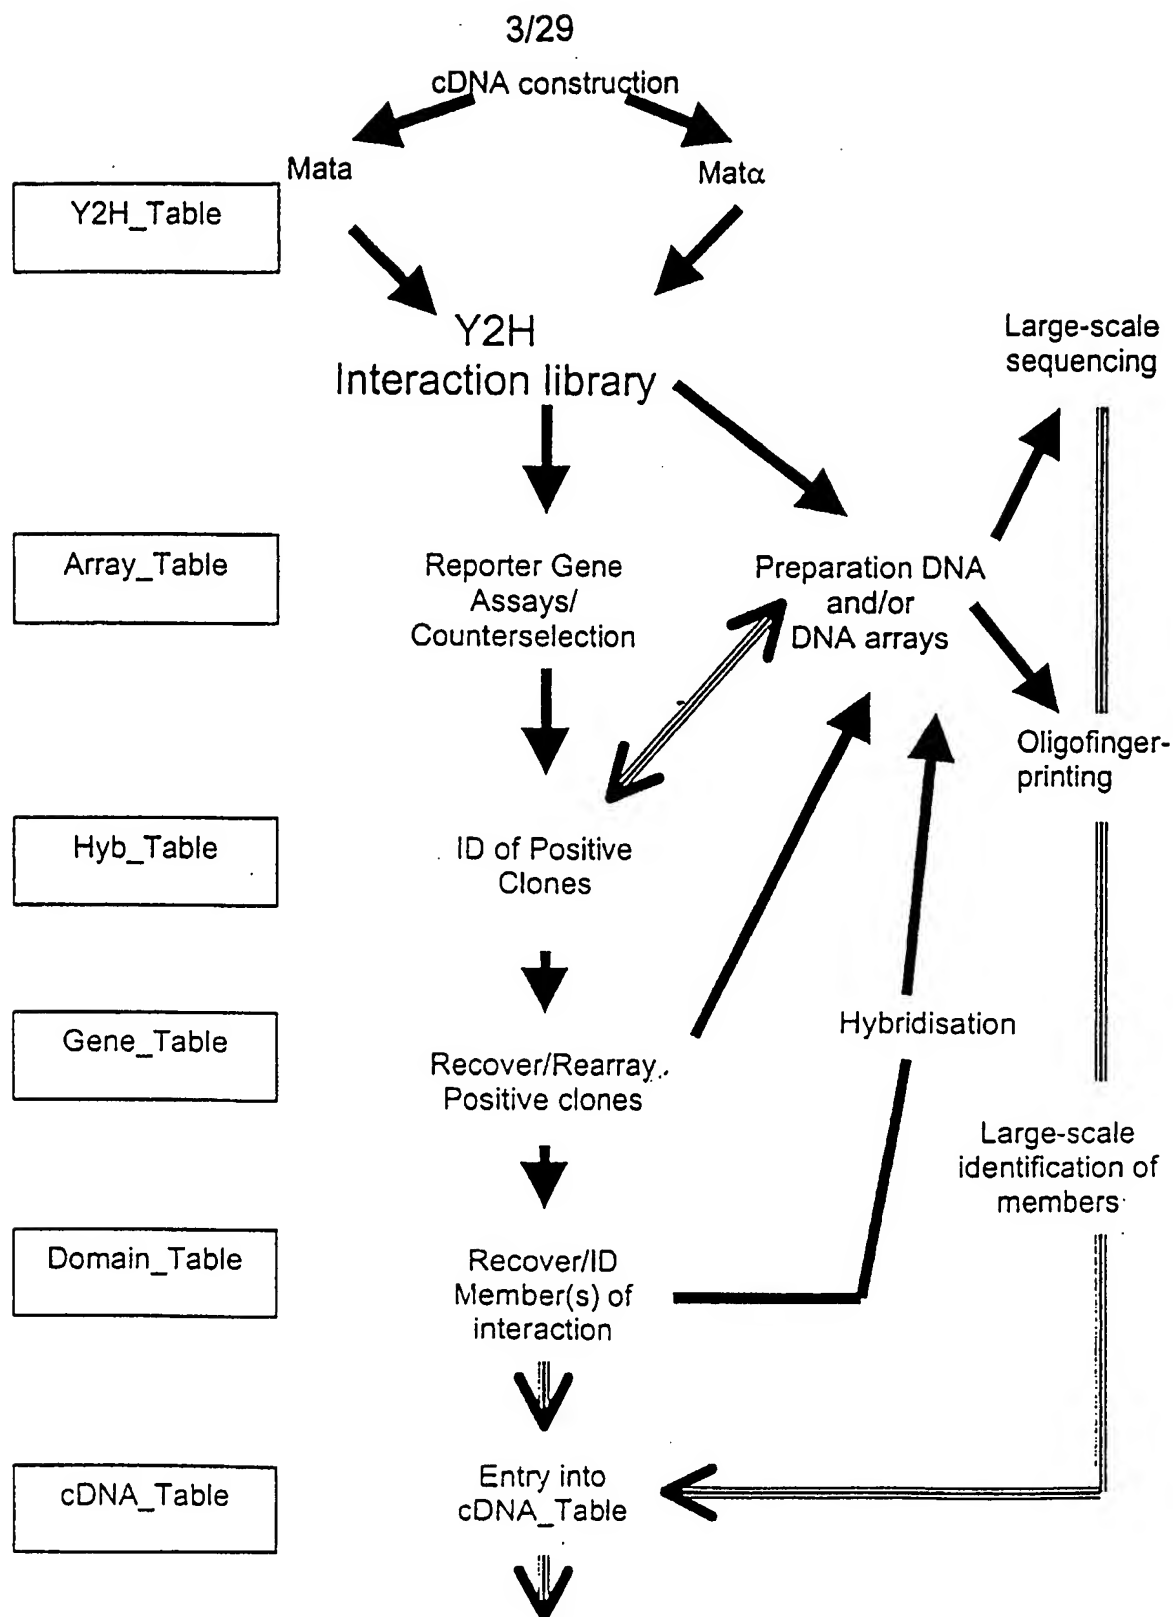 3/29
cDNA construction
Mata
Matα
Y2H_Table
Y2H
Interaction library
Large-scale
sequencing
Array_Table
Reporter Gene
Assays/
Counterselection
Preparation DNA
and/or
DNA arrays
Oligofinger-
printing
Hyb_Table
ID of Positive
Clones
Gene_Table
Hybridisation
Recover/Rearray
Positive clones
Large-scale
identification of
members
Domain_Table
Recover/ID
Member(s) of
interaction
cDNA_Table
Entry into
cDNA_Table